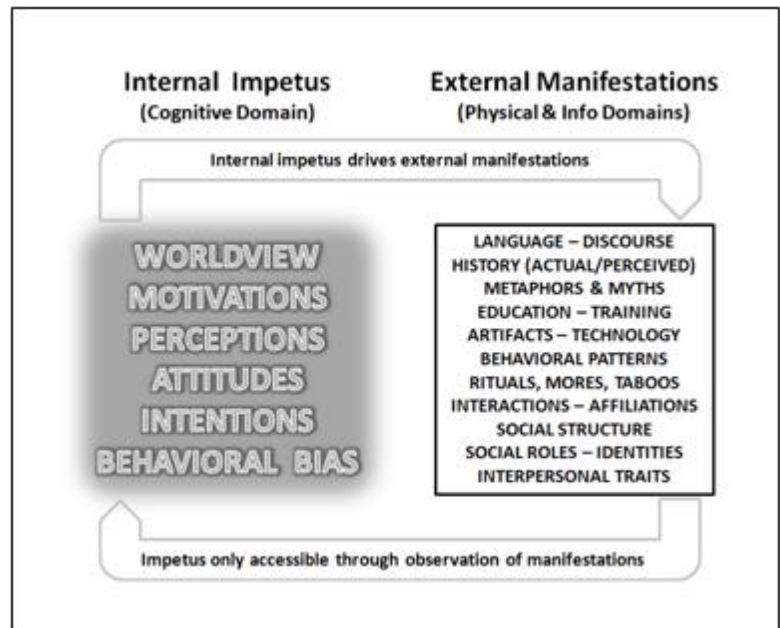 Internal Impetus
(Cognitive Domain)
External Manifestations
(Physical & Info Domains)
Internal impetus drives external manifestations
WORLDVIEW
MOTIVATIONS
PERCEPTIONS
ATTITUDES
INTENTIONS
BEHAVIORAL BIAS
LANGUAGE – DISCOURSE
HISTORY (ACTUAL/PERCEIVED)
METAPHORS & MYTHS
EDUCATION – TRAINING
ARTIFACTS – TECHNOLOGY
BEHAVIORAL PATTERNS
RITUALS, MORES, TABOOS
INTERACTIONS – AFFILIATIONS
SOCIAL STRUCTURE
SOCIAL ROLES – IDENTITIES
INTERPERSONAL TRAITS
Impetus only accessible through observation of manifestations